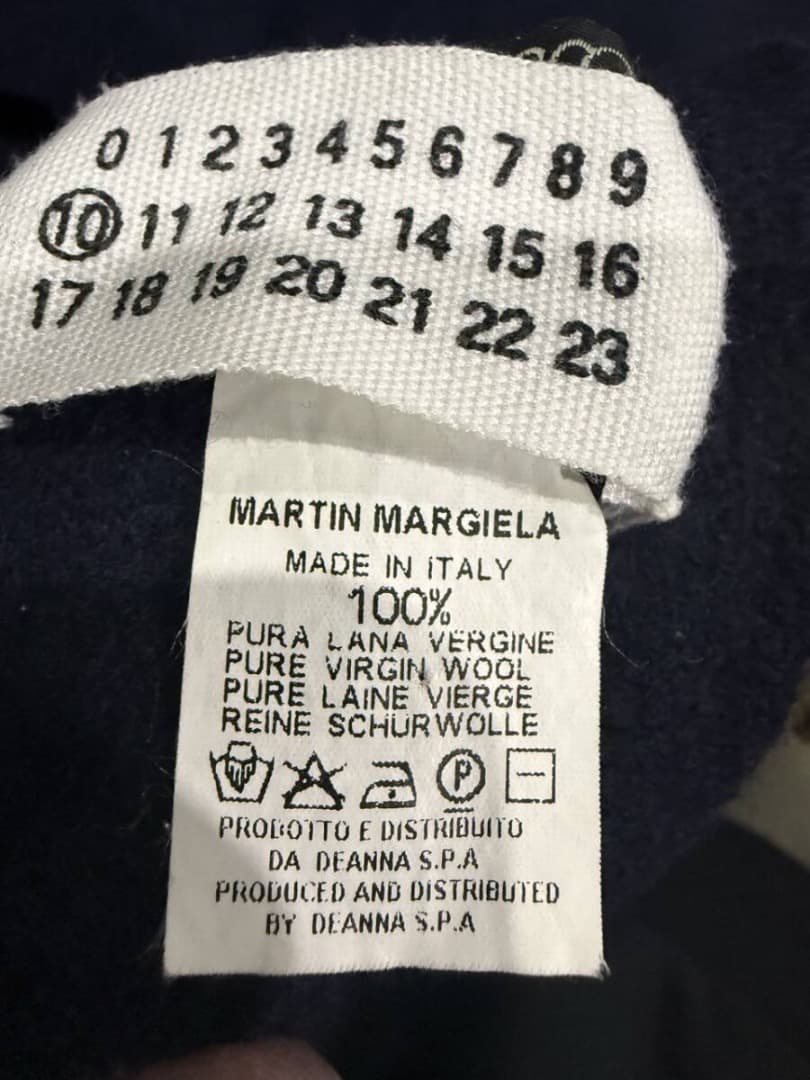 0 1 2 3 4 5 6 7 8 9
10 11 12 13 14 15 16
17 18 19 20 21 22 23
MARTIN MARGIELA
MADE IN ITALY
100%
PURA LANA VERGINE
PURE VIRGIN WOOL
PURE LAINE VIERGE
REINE SCHURWOLLE
P
PRODOTTO E DISTRIBUITO
DA DEANNA S.P.A
PRODUCED AND DISTRIBUTED
BY DEANNA S.P.A